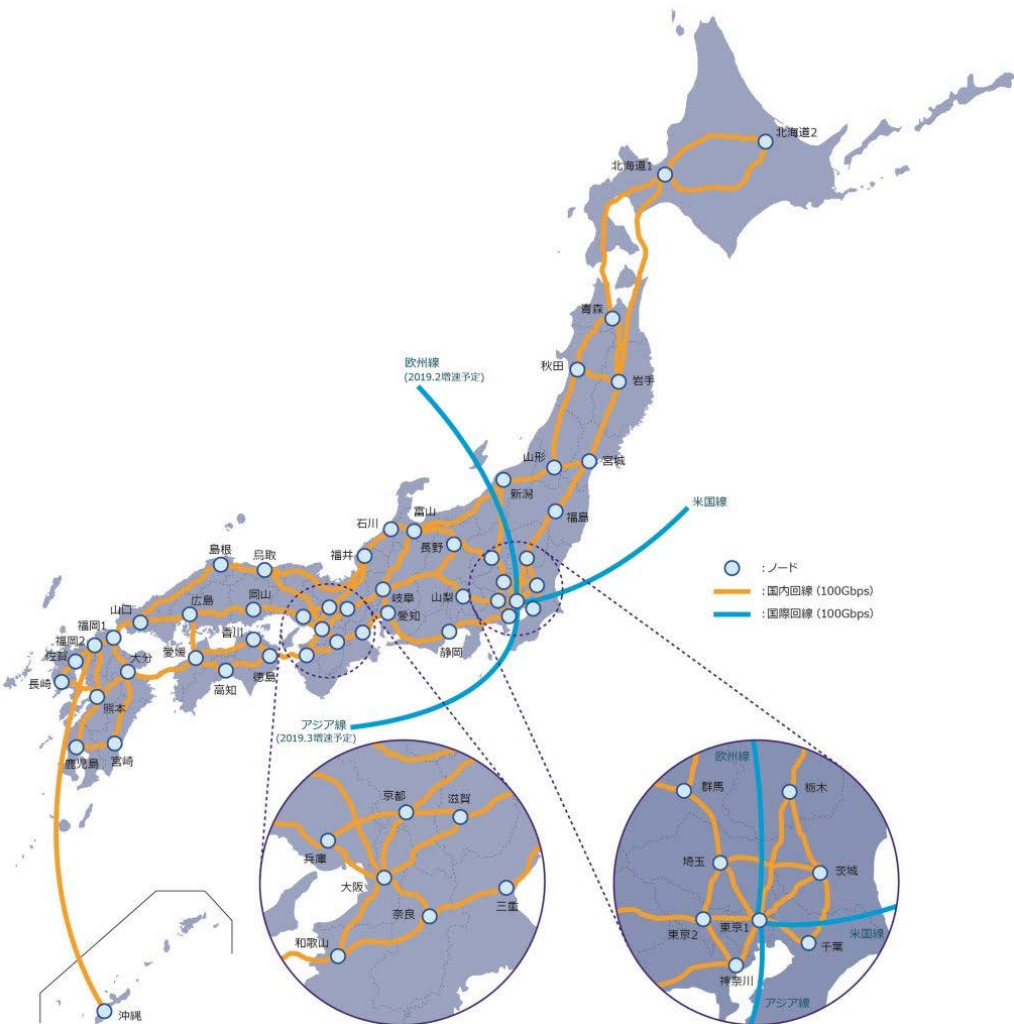 北海道2
北海道1
青森
秋田
岩手
欧州線
(2019.2増速予定)
山形
宮城
新潟
米国線
福島
富山
石川
長野
福井
島根
鳥取
:ノード
:国内回線 (100Gbps)
:国際回線 (100Gbps)
岡山
広島
岐阜
山梨
愛知
山口
福岡1
福岡2
香川
静岡
佐賀
大分
愛媛
徳島
高知
長崎
熊本
アジア線
(2019.3増速予定)
鹿児島
宮崎
沖縄
京都
滋賀
兵庫
大阪
三重
奈良
和歌山
欧州線
群馬
栃木
埼玉
茨城
東京2
東京1
米国線
千葉
神奈川
アジア線